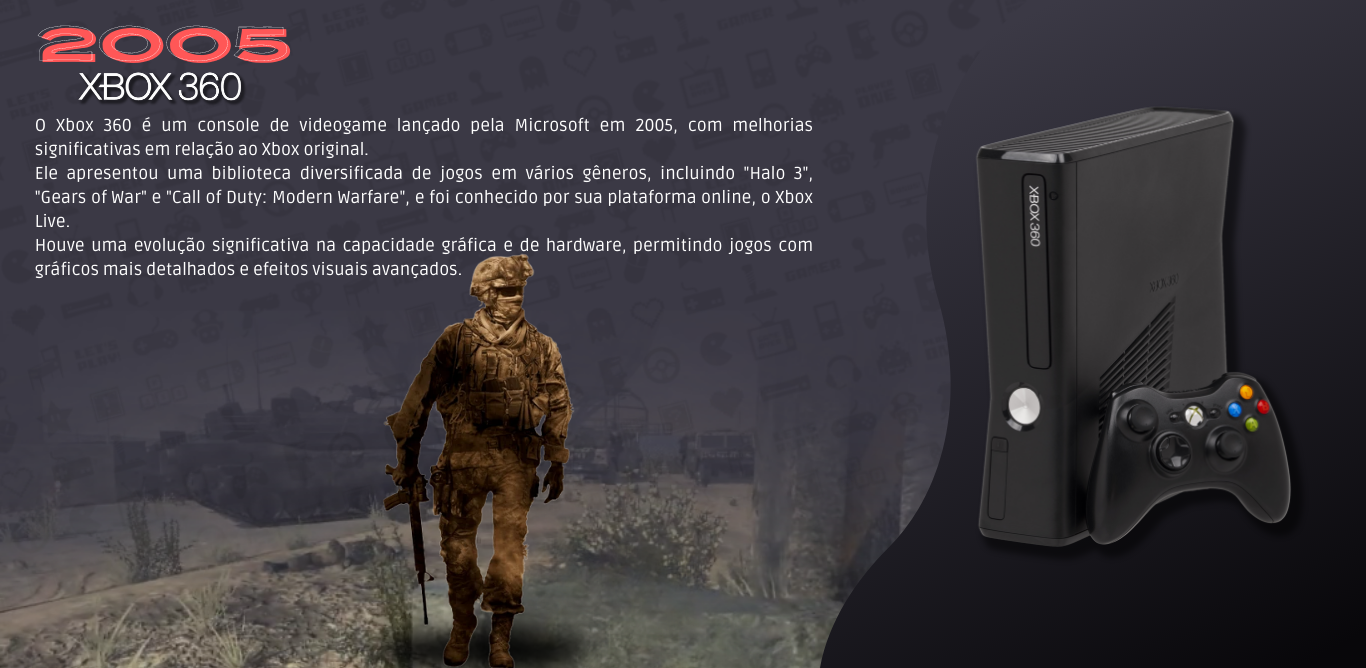 2005
XBOX 360
O Xbox 360 é um console de videogame lançado pela Microsoft em 2005, com melhorias
significativas em relação ao Xbox original.
Ele apresentou uma biblioteca diversificada de jogos em vários gêneros, incluindo "Halo 3",
"Gears of War" e "Call of Duty: Modern Warfare", e foi conhecido por sua plataforma online, o Xbox
Live.
Houve uma evolução significativa na capacidade gráfica e de hardware, permitindo jogos com
gráficos mais detalhados e efeitos visuais avançados.
XBOX 360